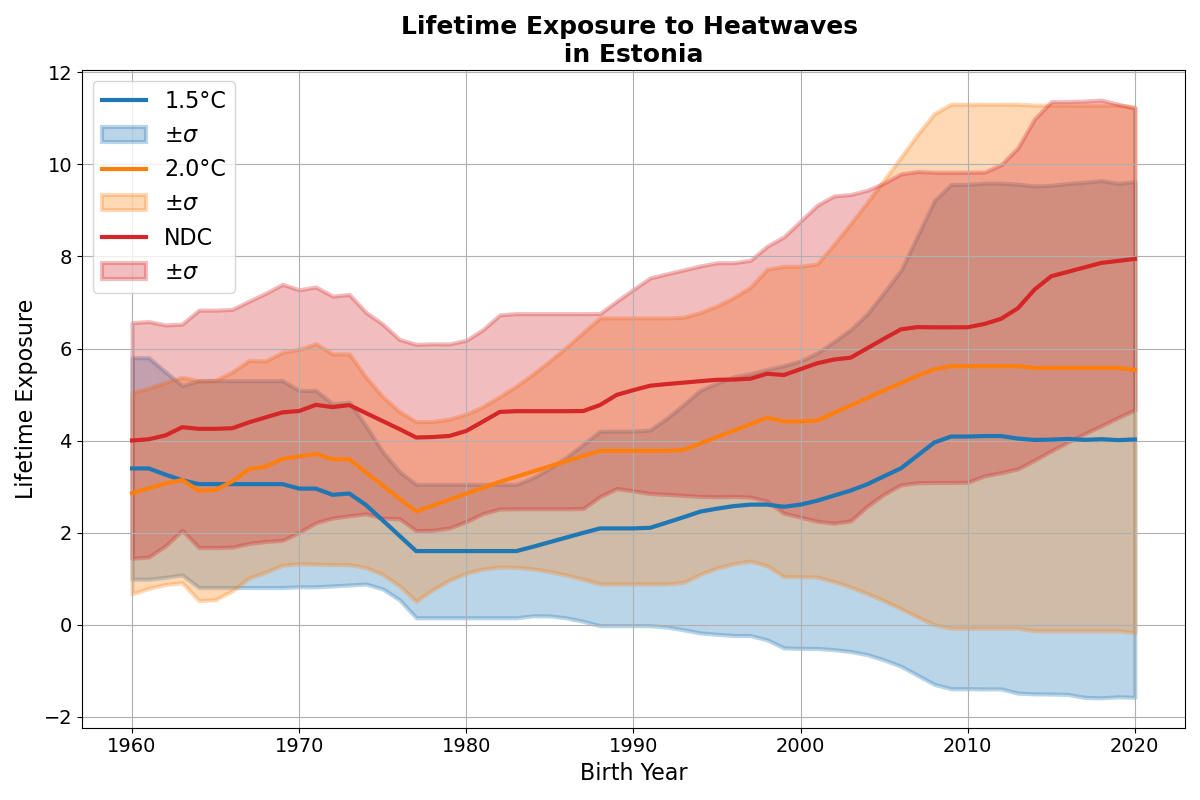 Lifetime Exposure to Heatwaves
in Estonia
12
10
8
6
4
2
0
−2
Lifetime Exposure
1.5°C
±σ
2.0°C
±σ
NDC
±σ
1960 1970 1980 1990 2000 2010 2020
Birth Year